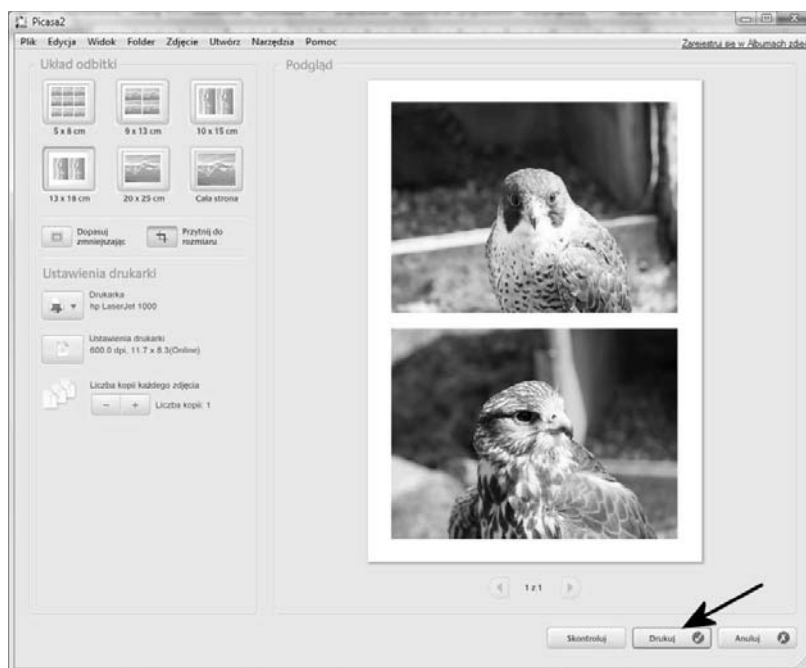 Picasa2
Plik Edycja Widok Folder Zdjęcie Utwórz Narzędzia Pomoc
Zarejestruj się w Albumach zdjęć
Układ odbitki
5 x 8 cm 9 x 13 cm 10 x 15 cm
13 x 18 cm 20 x 25 cm Cała strona
Dopasuj zmniejszając
Przytnij do rozmiaru
Ustawienia drukarki
Drukarka
hp LaserJet 1000
Ustawienia drukarki
600.0 dpi, 11.7 x 8.3(Online)
Liczba kopii każdego zdjęcia
Liczba kopii: 1
Podgląd
1 z 1
Skontroluj Drukuj Anuluj